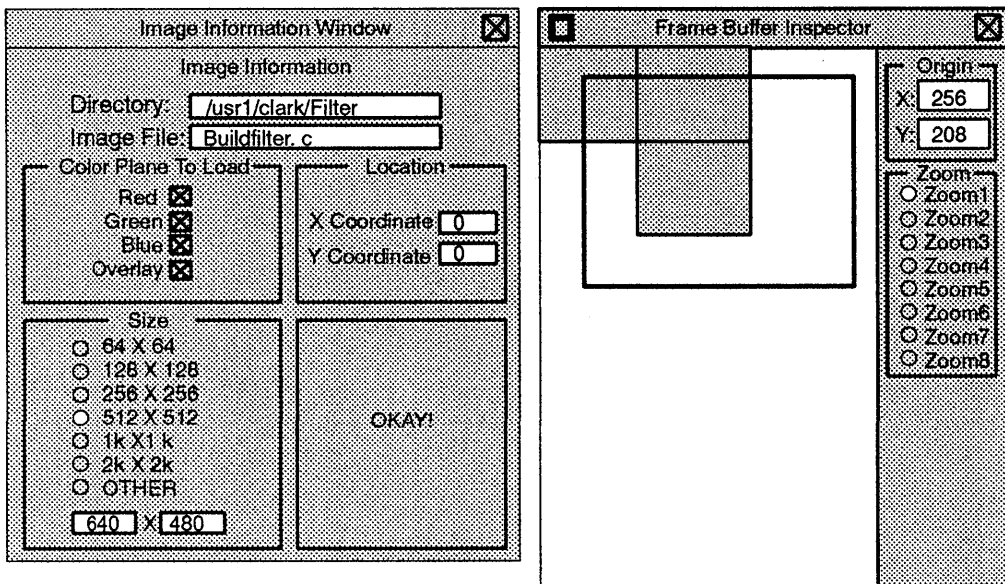 Image Information Window
Image Information
Directory: /usr1/clark/Filter
Image File: Buildfilter. c
Color Plane To Load
Red
Green
Blue
Overlay
Location
X Coordinate 0
Y Coordinate 0
Size
64 X 64
128 X 128
256 X 256
512 X 512
1k X1 k
2k X 2k
OTHER
640 X 480
OKAY!
Frame Buffer Inspector
Origin
X: 256
Y: 208
Zoom
Zoom1
Zoom2
Zoom3
Zoom4
Zoom5
Zoom6
Zoom7
Zoom8